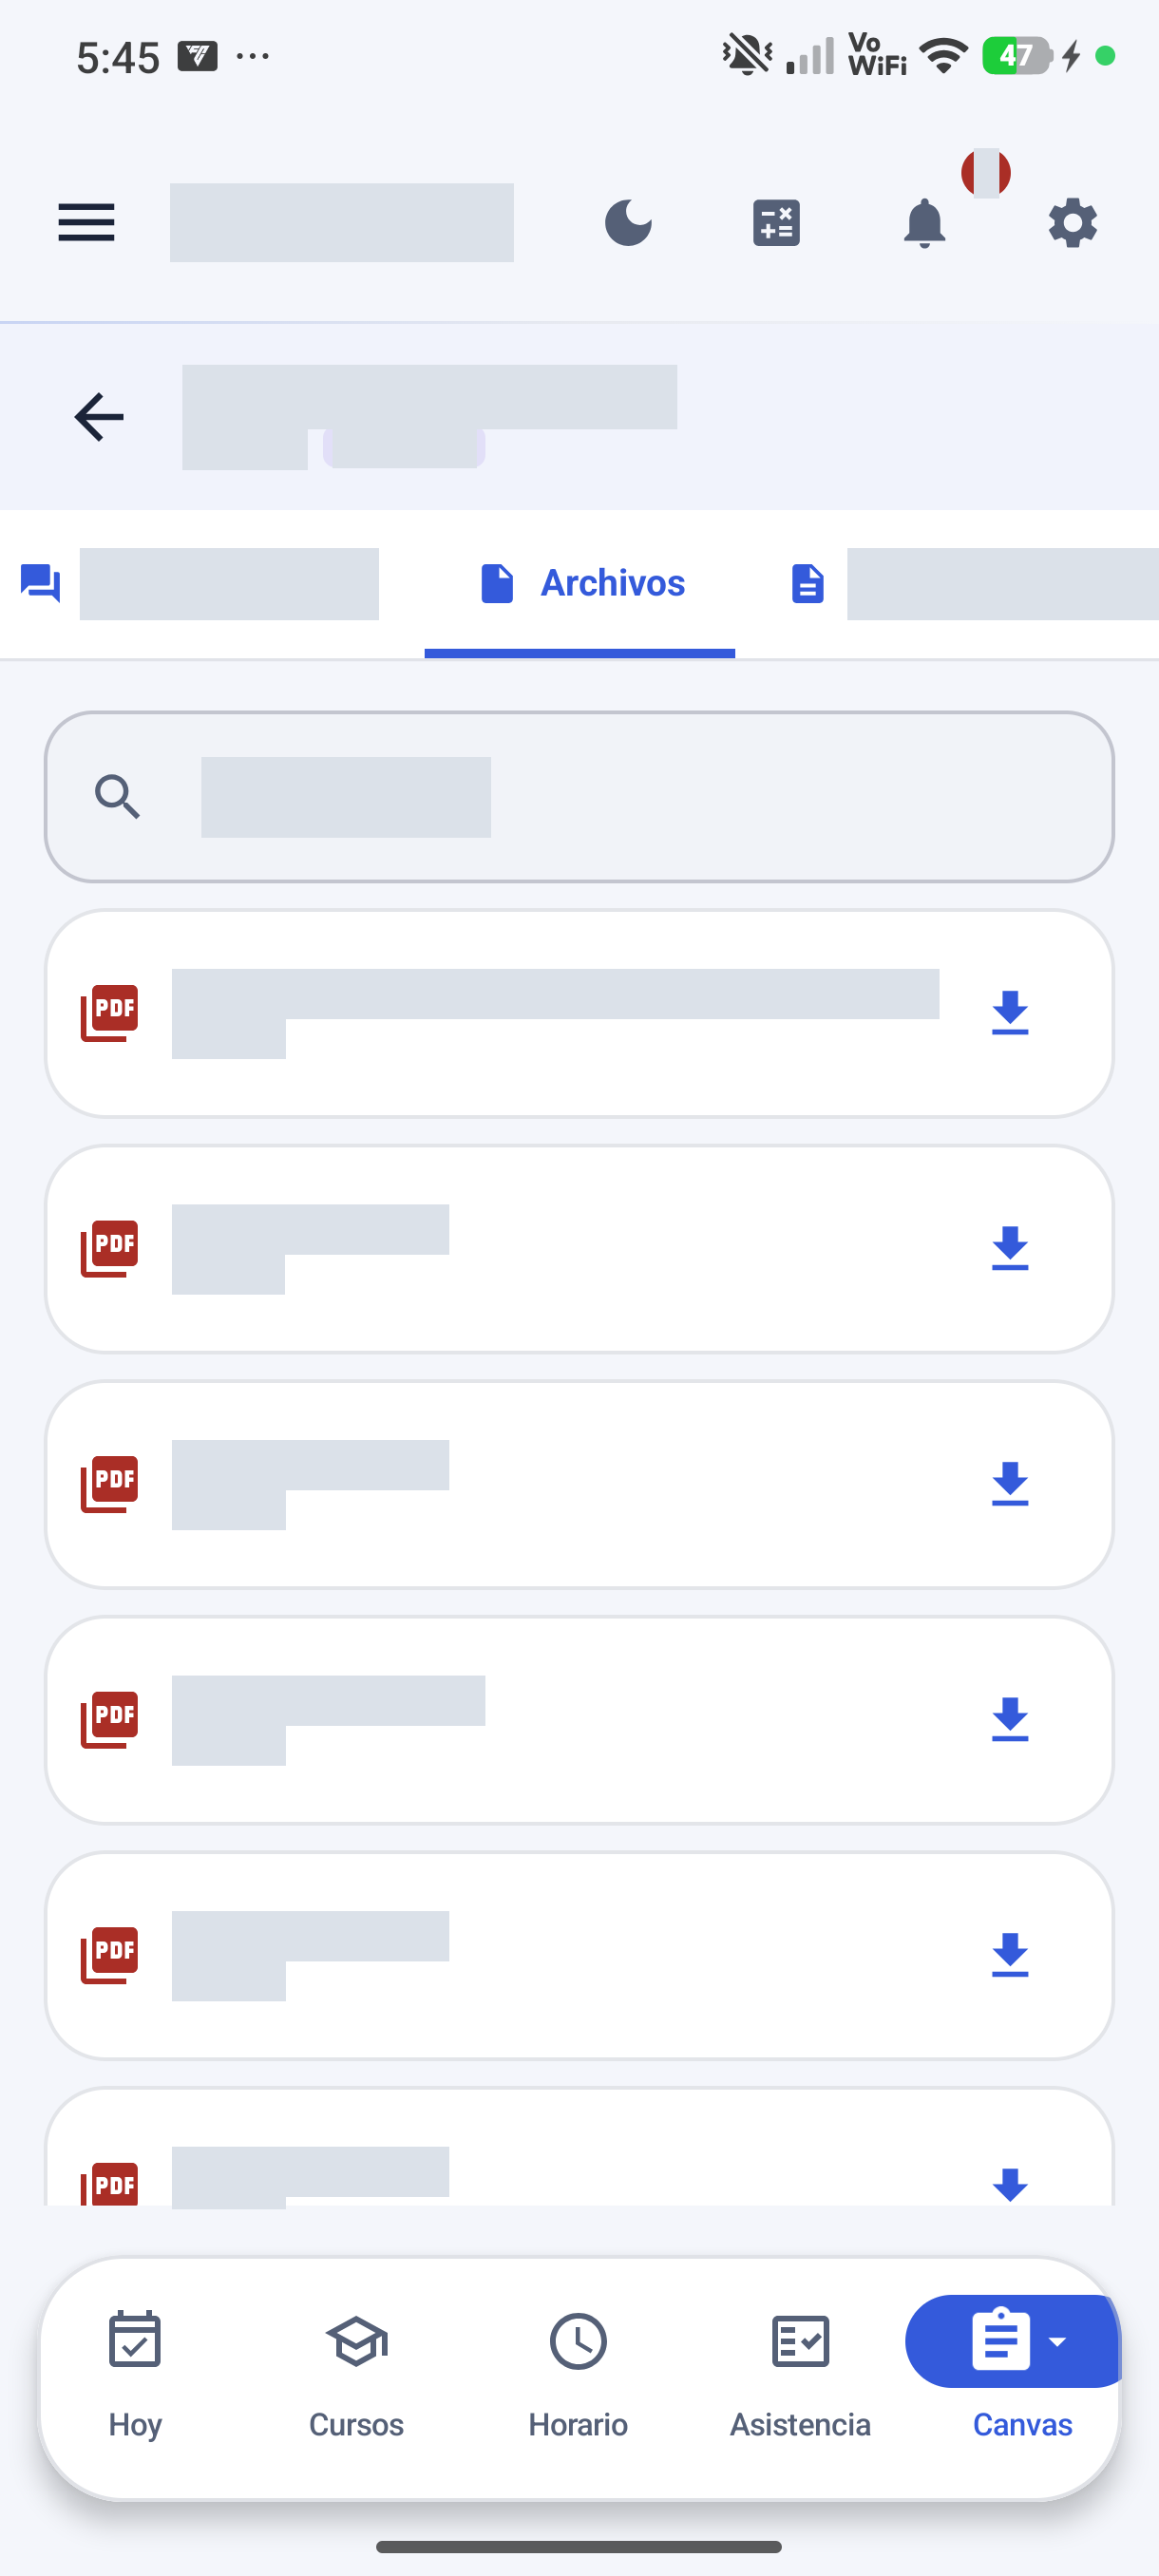 5:45
Vo
WiFi
47
Archivos
PDF
PDF
PDF
PDF
PDF
PDF
Hoy
Cursos
Horario
Asistencia
Canvas